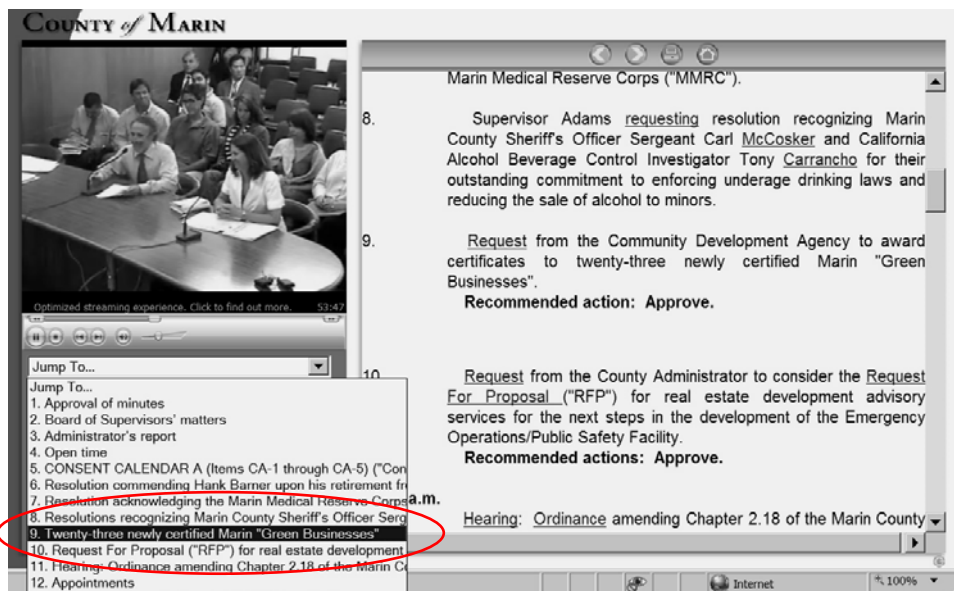 COUNTY of MARIN
Optimized streaming experience. Click to find out more. 53:47
Jump To...
Jump To...
1. Approval of minutes
2. Board of Supervisors' matters
3. Administrator's report
4. Open time
5. CONSENT CALENDAR A (Items CA-1 through CA-5) ("Con
6. Resolution commending Hank Barner upon his retirement fr
7. Resolution acknowledging the Marin Medical Reserve Corps
8. Resolutions recognizing Marin County Sheriff's Officer Serg
9. Twenty-three newly certified Marin "Green Businesses"
10. Request For Proposal ("RFP") for real estate development
11. Hearing: Ordinance amending Chapter 2.18 of the Marin Co
12. Appointments
Marin Medical Reserve Corps ("MMRC").
8. Supervisor Adams requesting resolution recognizing Marin
County Sheriff's Officer Sergeant Carl McCosker and California
Alcohol Beverage Control Investigator Tony Carrancho for their
outstanding commitment to enforcing underage drinking laws and
reducing the sale of alcohol to minors.
9. Request from the Community Development Agency to award
certificates to twenty-three newly certified Marin "Green
Businesses".
Recommended action: Approve.
10. Request from the County Administrator to consider the Request
For Proposal ("RFP") for real estate development advisory
services for the next steps in the development of the Emergency
Operations/Public Safety Facility.
Recommended actions: Approve.
a.m.
Hearing: Ordinance amending Chapter 2.18 of the Marin County
Internet 100%